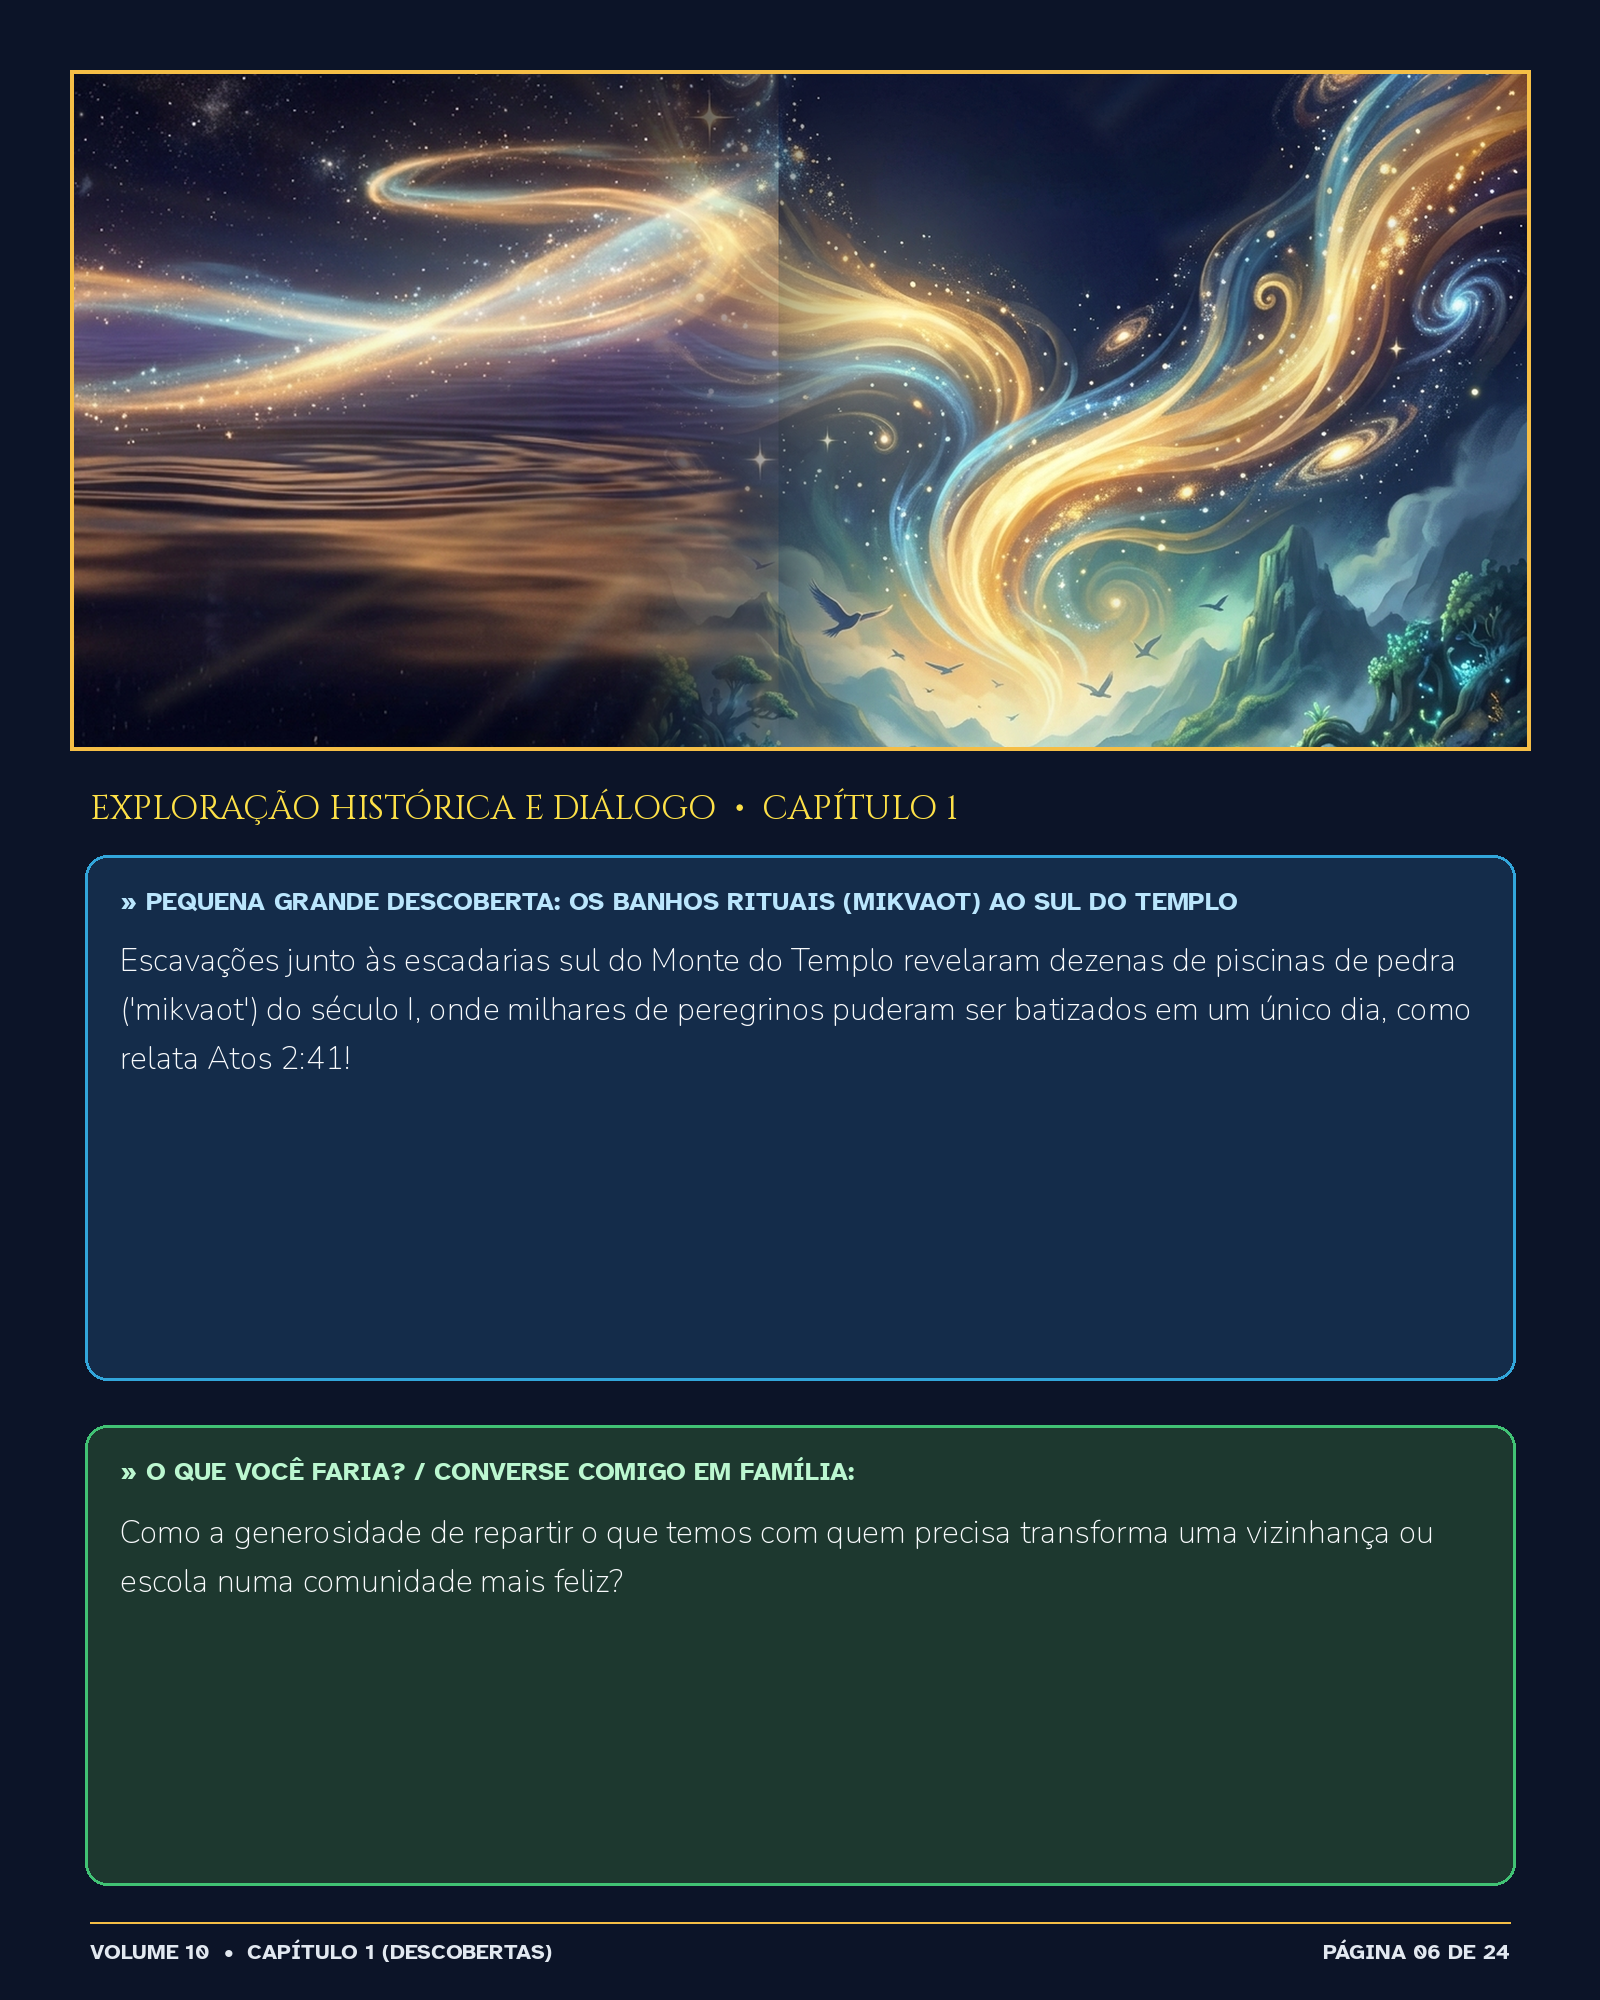 EXPLORAÇÃO HISTÓRICA E DIÁLOGO • CAPÍTULO 1
» PEQUENA GRANDE DESCOBERTA: OS BANHOS RITUAIS (MIKVAOT) AO SUL DO TEMPLO
Escavações junto às escadarias sul do Monte do Templo revelaram dezenas de piscinas de pedra
('mikvaot') do século I, onde milhares de peregrinos puderam ser batizados em um único dia, como
relata Atos 2:41!
» O QUE VOCÊ FARIA? / CONVERSE COMIGO EM FAMÍLIA:
Como a generosidade de repartir o que temos com quem precisa transforma uma vizinhança ou
escola numa comunidade mais feliz?
VOLUME 10 • CAPÍTULO 1 (DESCOBERTAS)
PÁGINA 06 DE 24